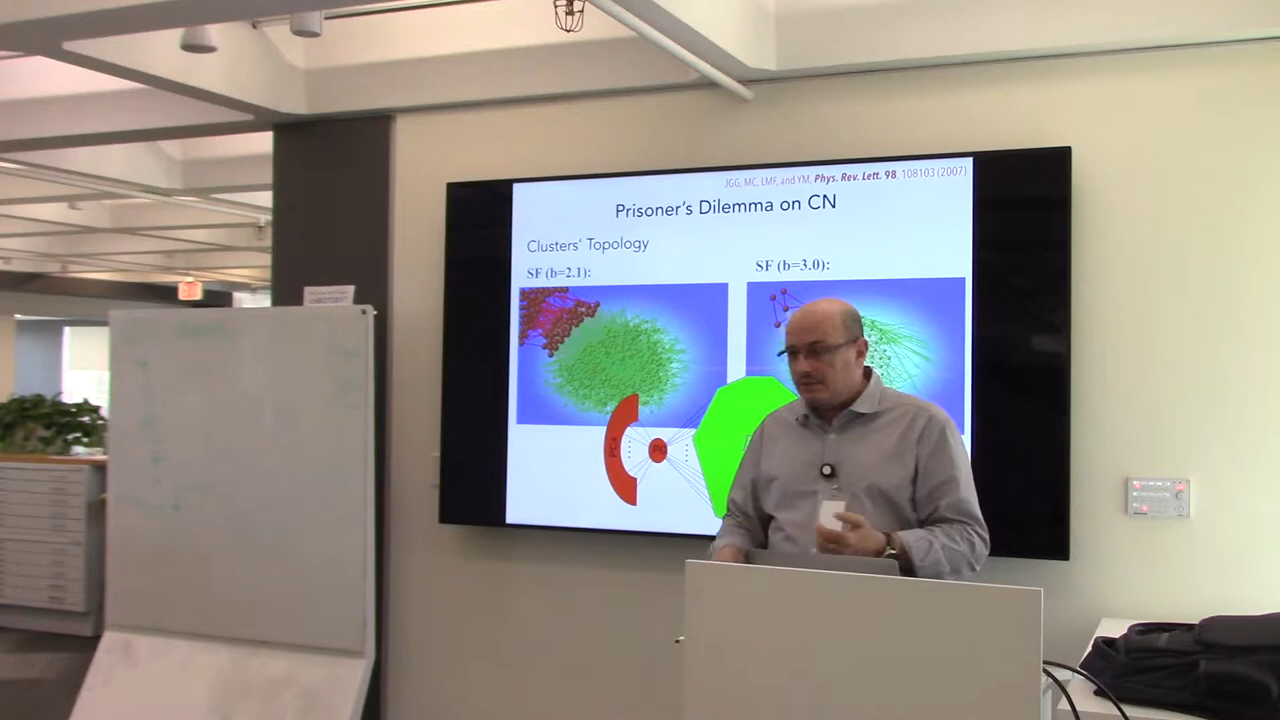 JGG, MC, LMF, and YM, Phys. Rev. Lett. 98, 108103 (2007)
Prisoner's Dilemma on CN
Clusters' Topology
SF (b=2.1):
SF (b=3.0):
PCs